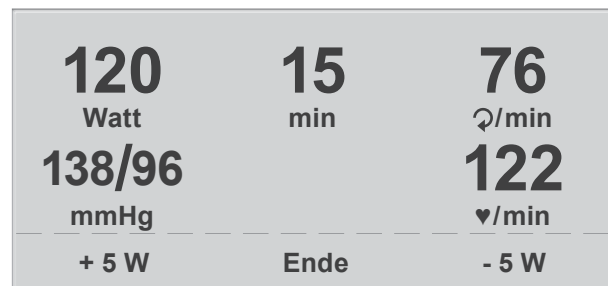 120 15 76
Watt min ⟳/min
138/96 122
mmHg ♥/min
+ 5 W Ende - 5 W